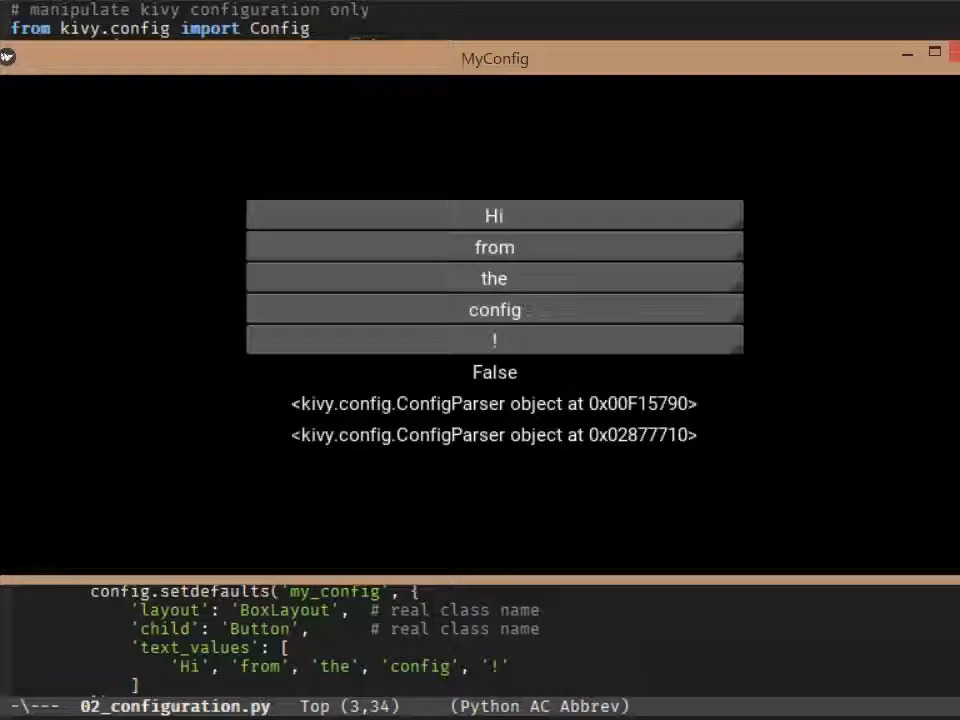 # manipulate kivy configuration only
from kivy.config import Config
MyConfig
Hi
from
the
config
!
False
<kivy.config.ConfigParser object at 0x00F15790>
<kivy.config.ConfigParser object at 0x02877710>
config.setdefaults('my_config', {
'layout': 'BoxLayout',  # real class name
'child': 'Button',      # real class name
'text_values': [
'Hi', 'from', 'the', 'config', '!'
]
-\--- 02_configuration.py Top (3,34) (Python AC Abbrev)